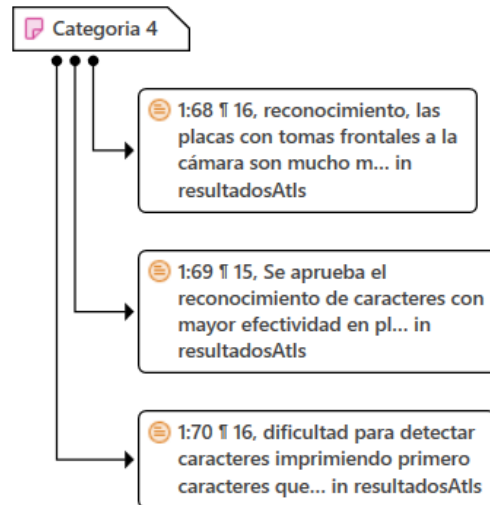 Categoria 4
1:68 ¶ 16, reconocimiento, las
placas con tomas frontales a la
cámara son mucho m... in
resultadosAtls
1:69 ¶ 15, Se aprueba el
reconocimiento de caracteres con
mayor efectividad en pl... in
resultadosAtls
1:70 ¶ 16, dificultad para detectar
caracteres imprimiendo primero
caracteres que... in resultadosAtls